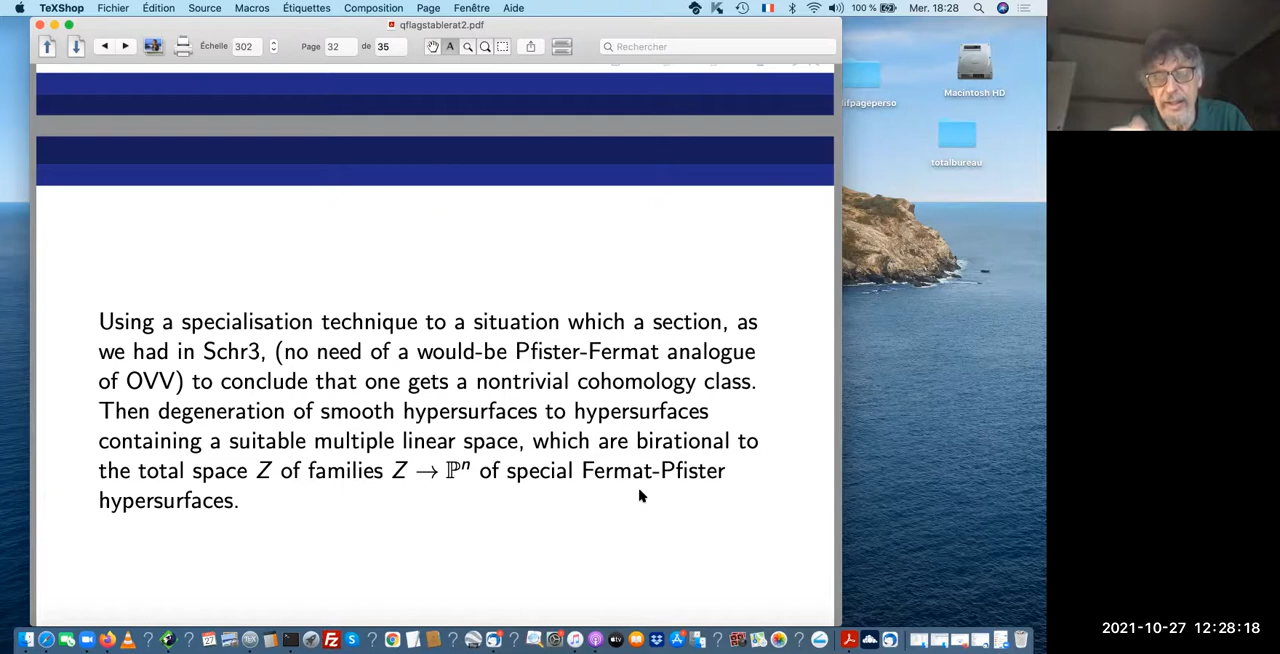 TeXShop Fichier Édition Source Macros Étiquettes Composition Page Fenêtre Aide 100 % Mer. 18:28
qflagstablerat2.pdf
Échelle 302 Page 32 de 35 Rechercher
Macintosh HD
lifpageperso
totalbureau
Using a specialisation technique to a situation which a section, as
we had in Schr3, (no need of a would-be Pfister-Fermat analogue
of OVV) to conclude that one gets a nontrivial cohomology class.
Then degeneration of smooth hypersurfaces to hypersurfaces
containing a suitable multiple linear space, which are birational to
the total space Z of families Z → ℙⁿ of special Fermat-Pfister
hypersurfaces.
2021-10-27 12:28:18